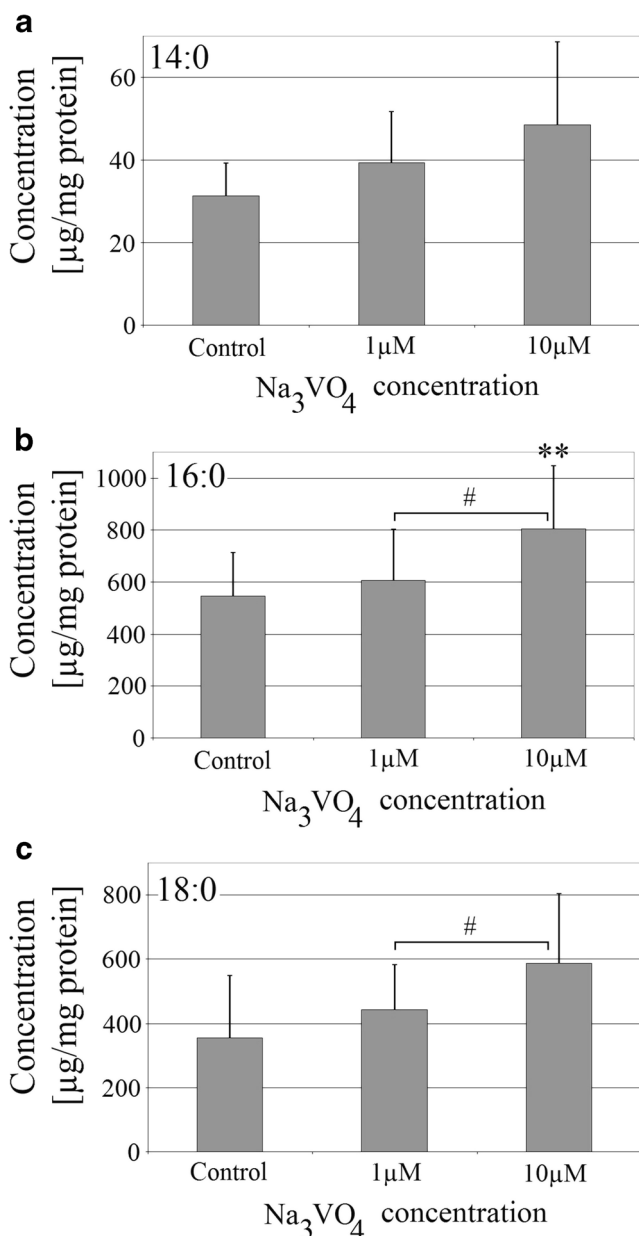 a
14:0
Concentration
[µg/mg protein]
60
40
20
0
Control
1µM
10µM
Na3VO4 concentration
b
16:0
**
#
Concentration
[µg/mg protein]
1000
800
600
400
200
0
Control
1µM
10µM
Na3VO4 concentration
c
18:0
#
Concentration
[µg/mg protein]
800
600
400
200
0
Control
1µM
10µM
Na3VO4 concentration